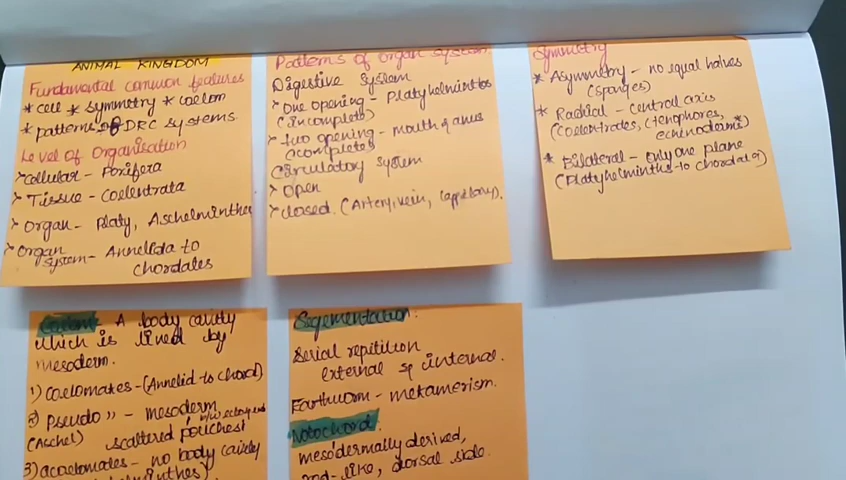 ANIMAL KINGDOM
Fundamental common features
* cell * symmetry * coelom
* patterns of DRC systems.
Level of Organisation
> Cellular - Porifera
> Tissue - Coelentrata
> Organ - Platy, Aschelminthes
> Organ system - Annelida to
chordates
Patterns of organ system
Digestive System
> One opening - Platyhelminthes
(incomplete)
> two opening - mouth & anus
(complete)
Circulatory system
> Open
> closed. (Artery, vein, capillary).
Symmetry
* Asymmetry - no equal halves
(sponges)
* Radial - central axis
(Coelentrates, ctenophores,
echinoderms)
* Bilateral - only one plane
(Platyhelminths to chordata)
Coelom - A body cavity
which is lined by
mesoderm.
1) Coelomates - (Annelid to chord)
2) Pseudo " - mesoderm
(Aschel) scattered pouches
3) acoelomates - no body cavity
Segementation.
Serial repitition
external & internal.
Earthworm - metamerism.
Notochord
mesodermally derived,
rod-like, dorsal side.